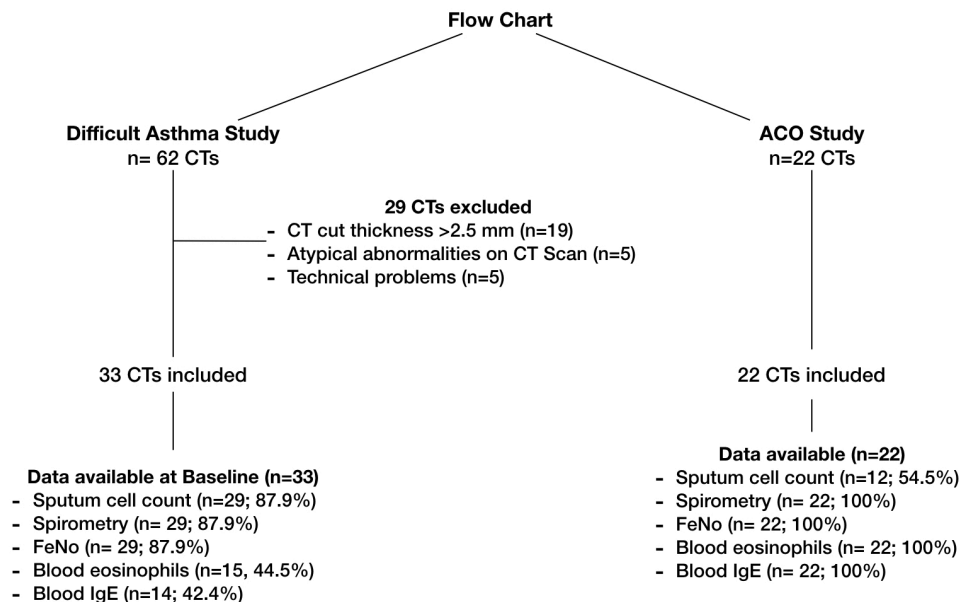 Flow Chart
Difficult Asthma Study
n= 62 CTs
29 CTs excluded
- CT cut thickness >2.5 mm (n=19)
- Atypical abnormalities on CT Scan (n=5)
- Technical problems (n=5)
33 CTs included
Data available at Baseline (n=33)
- Sputum cell count (n=29; 87.9%)
- Spirometry (n= 29; 87.9%)
- FeNo (n= 29; 87.9%)
- Blood eosinophils (n=15, 44.5%)
- Blood IgE (n=14; 42.4%)
ACO Study
n=22 CTs
22 CTs included
Data available (n=22)
- Sputum cell count (n=12; 54.5%)
- Spirometry (n= 22; 100%)
- FeNo (n= 22; 100%)
- Blood eosinophils (n= 22; 100%)
- Blood IgE (n= 22; 100%)